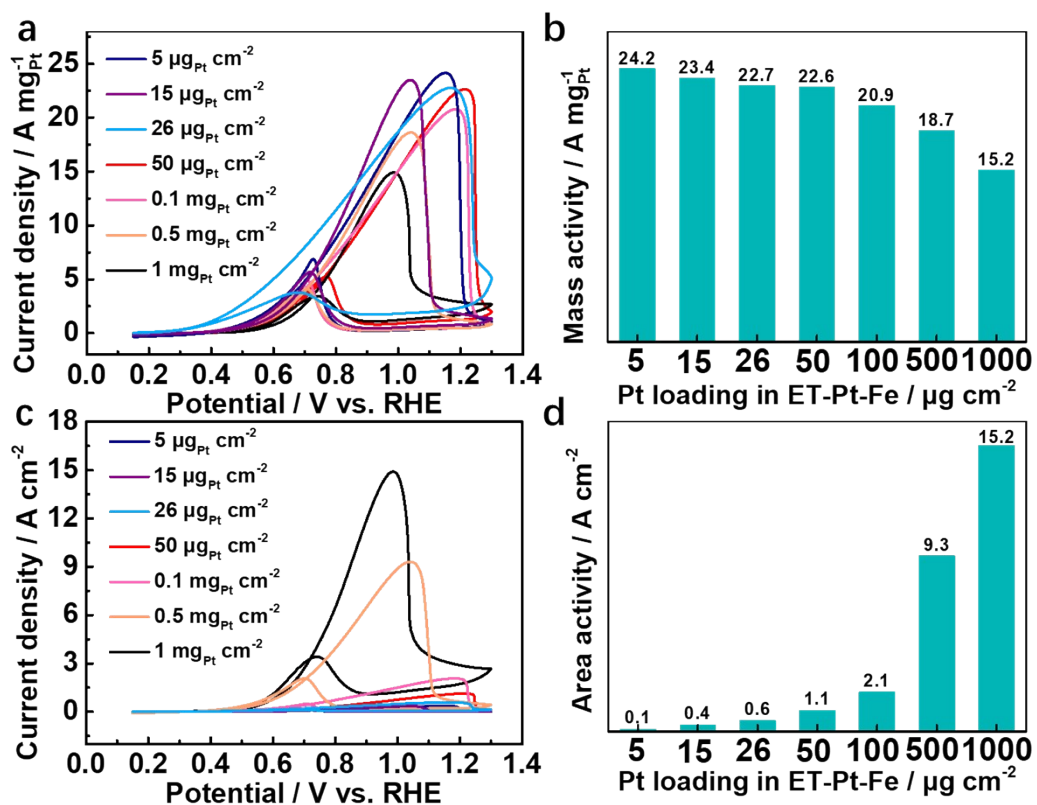 a
Current density / A mg⁻¹Pt
25
20
15
10
5
0
5 µgPt cm⁻²
15 µgPt cm⁻²
26 µgPt cm⁻²
50 µgPt cm⁻²
0.1 mgPt cm⁻²
0.5 mgPt cm⁻²
1 mgPt cm⁻²
0.0 0.2 0.4 0.6 0.8 1.0 1.2 1.4
Potential / V vs. RHE
b
Mass activity / A mg⁻¹Pt
24.2 23.4 22.7 22.6 20.9 18.7 15.2
5 15 26 50 100 500 1000
Pt loading in ET-Pt-Fe / µg cm⁻²
c
Current density / A cm⁻²
18
15
12
9
6
3
0
5 µgPt cm⁻²
15 µgPt cm⁻²
26 µgPt cm⁻²
50 µgPt cm⁻²
0.1 mgPt cm⁻²
0.5 mgPt cm⁻²
1 mgPt cm⁻²
0.0 0.2 0.4 0.6 0.8 1.0 1.2 1.4
Potential / V vs. RHE
d
Area activity / A cm⁻²
0.1 0.4 0.6 1.1 2.1 9.3 15.2
5 15 26 50 100 500 1000
Pt loading in ET-Pt-Fe / µg cm⁻²